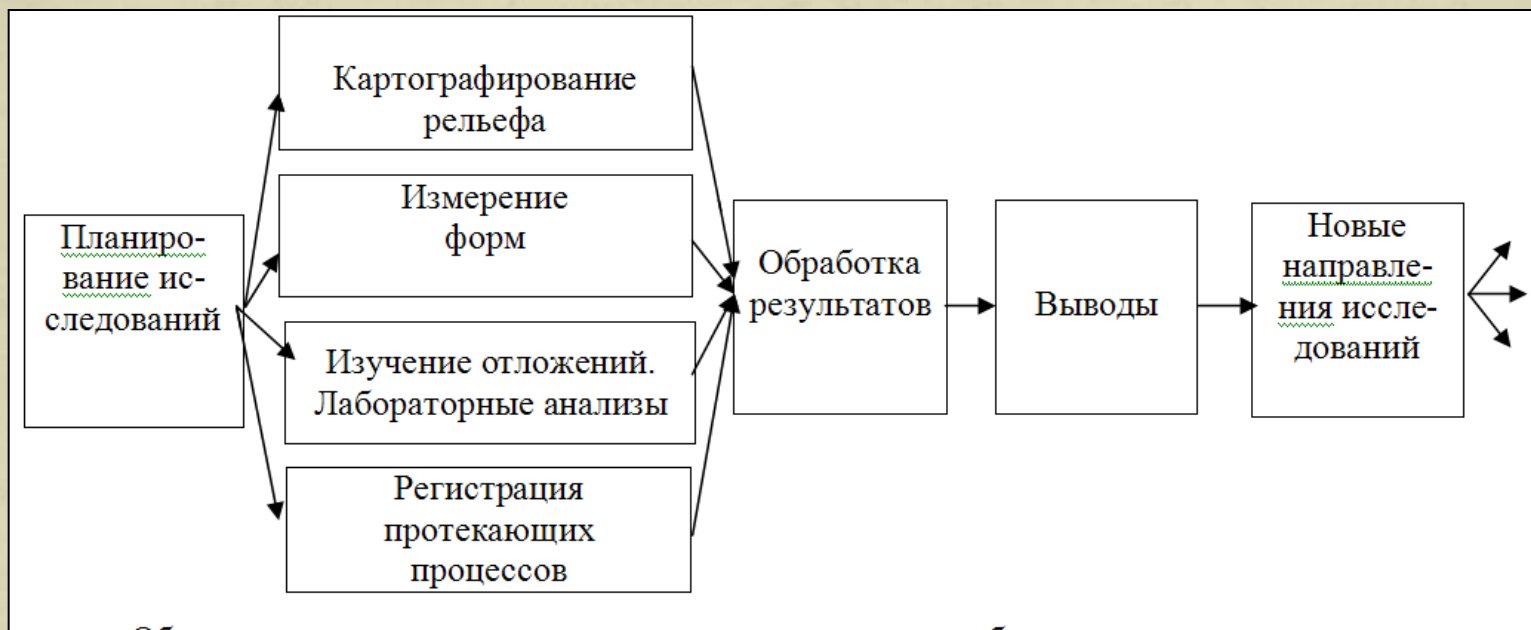 Планиро-
вание ис-
следований
Картографирование
рельефа
Измерение
форм
Изучение отложений.
Лабораторные анализы
Регистрация
протекающих
процессов
Обработка
результатов
Выводы
Новые
направле-
ния иссле-
дований